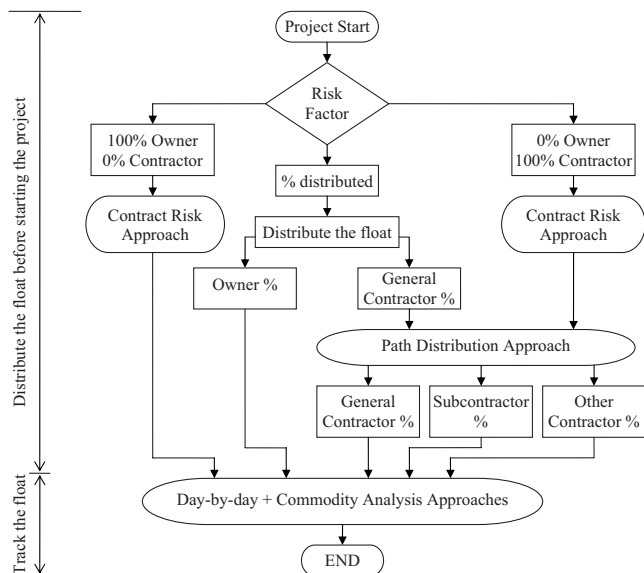 Project Start
Risk
Factor
100% Owner
0% Contractor
0% Owner
100% Contractor
% distributed
Contract Risk
Approach
Distribute the float
Contract Risk
Approach
Owner %
General
Contractor %
Path Distribution Approach
General
Contractor %
Subcontractor
%
Other
Contractor %
Day-by-day + Commodity Analysis Approaches
END
Distribute the float before starting the project
Track the float